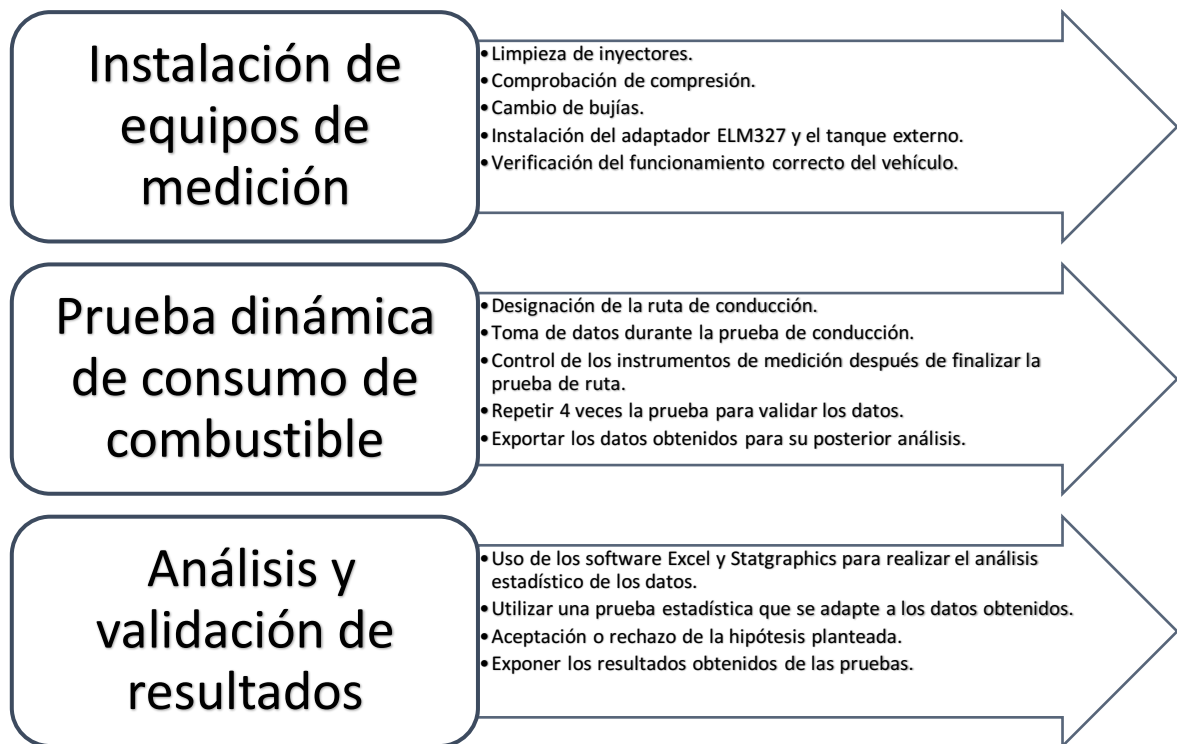 Instalación de
equipos de
medición
•Limpieza de inyectores.
•Comprobación de compresión.
•Cambio de bujías.
•Instalación del adaptador ELM327 y el tanque externo.
•Verificación del funcionamiento correcto del vehículo.
Prueba dinámica
de consumo de
combustible
•Designación de la ruta de conducción.
•Toma de datos durante la prueba de conducción.
•Control de los instrumentos de medición después de finalizar la
prueba de ruta.
•Repetir 4 veces la prueba para validar los datos.
•Exportar los datos obtenidos para su posterior análisis.
Análisis y
validación de
resultados
•Uso de los software Excel y Statgraphics para realizar el análisis
estadístico de los datos.
•Utilizar una prueba estadística que se adapte a los datos obtenidos.
•Aceptación o rechazo de la hipótesis planteada.
•Exponer los resultados obtenidos de las pruebas.